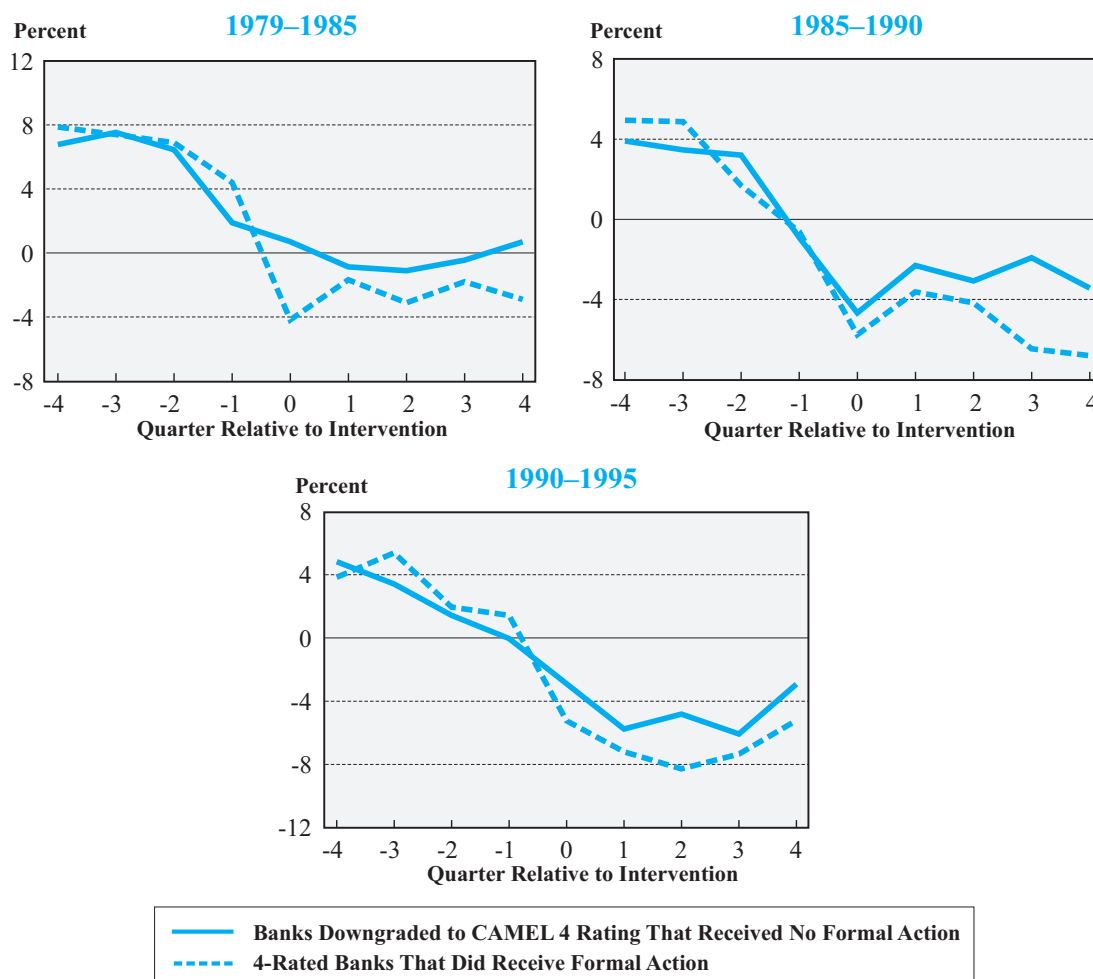 1979–1985
Percent
12
8
4
0
-4
-8
-4 -3 -2 -1 0 1 2 3 4
Quarter Relative to Intervention
1985–1990
Percent
8
4
0
-4
-8
-4 -3 -2 -1 0 1 2 3 4
Quarter Relative to Intervention
1990–1995
Percent
8
4
0
-4
-8
-12
-4 -3 -2 -1 0 1 2 3 4
Quarter Relative to Intervention
Banks Downgraded to CAMEL 4 Rating That Received No Formal Action
4-Rated Banks That Did Receive Formal Action